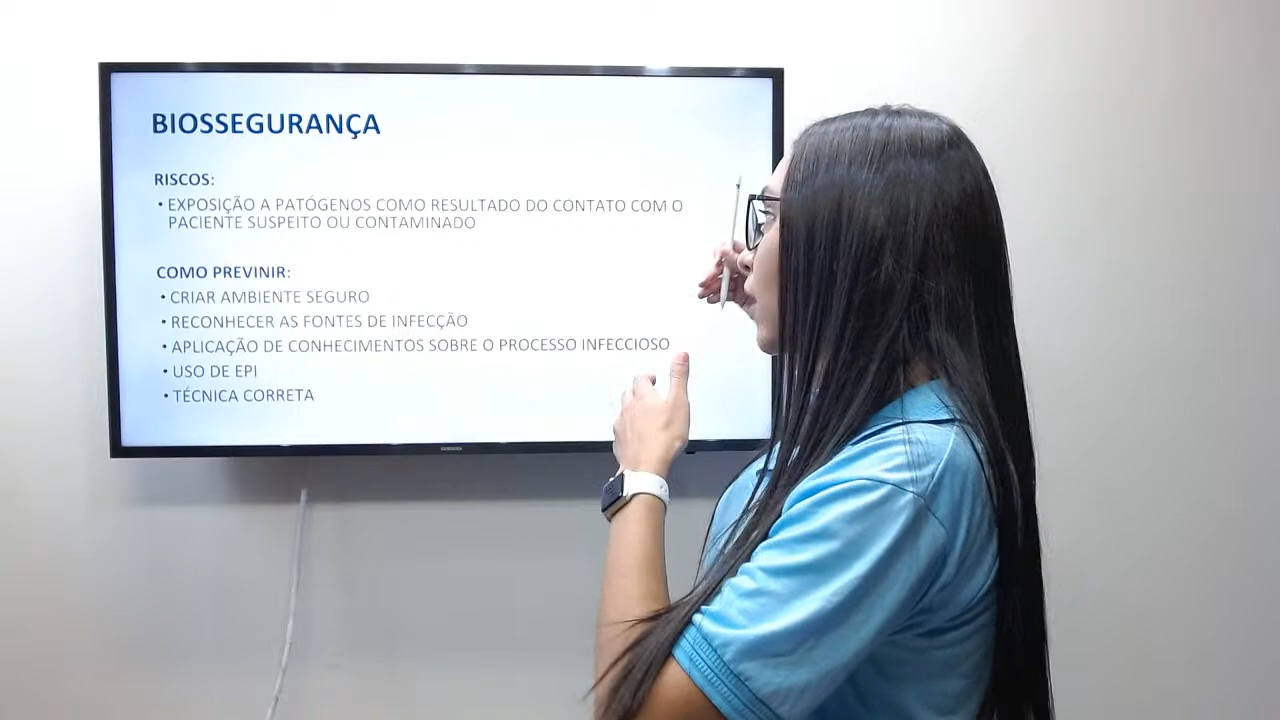 BIOSSEGURANÇA
RISCOS:
• EXPOSIÇÃO A PATÓGENOS COMO RESULTADO DO CONTATO COM O
PACIENTE SUSPEITO OU CONTAMINADO
COMO PREVINIR:
• CRIAR AMBIENTE SEGURO
• RECONHECER AS FONTES DE INFECÇÃO
• APLICAÇÃO DE CONHECIMENTOS SOBRE O PROCESSO INFECCIOSO
• USO DE EPI
• TÉCNICA CORRETA